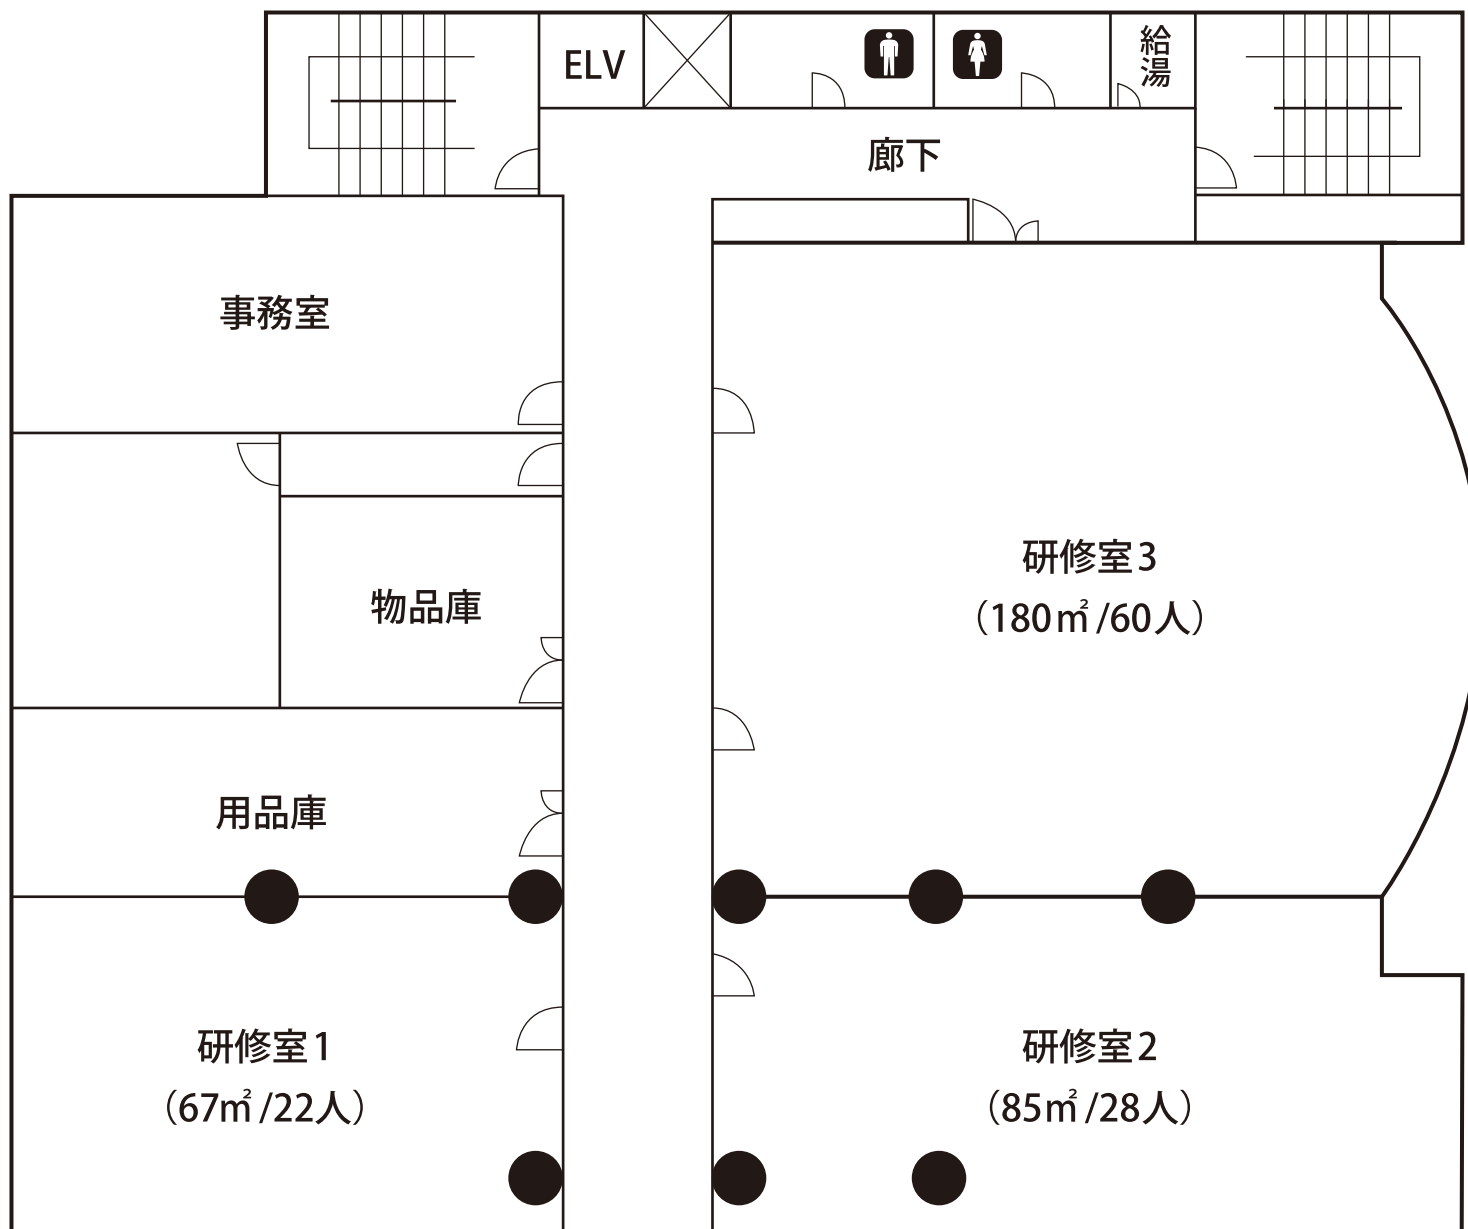 ELV
給湯
廊下
事務室
物品庫
研修室3
（180㎡/60人）
用品庫
研修室1
（67㎡/22人）
研修室2
（85㎡/28人）